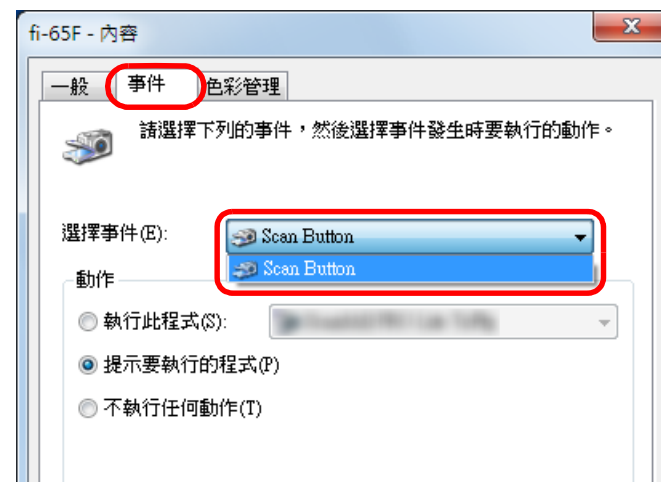 fi-65F - 內容
一般 事件 色彩管理
請選擇下列的事件，然後選擇事件發生時要執行的動作。
選擇事件(E): Scan Button
Scan Button
動作
執行此程式(S):
提示要執行的程式(P)
不執行任何動作(T)